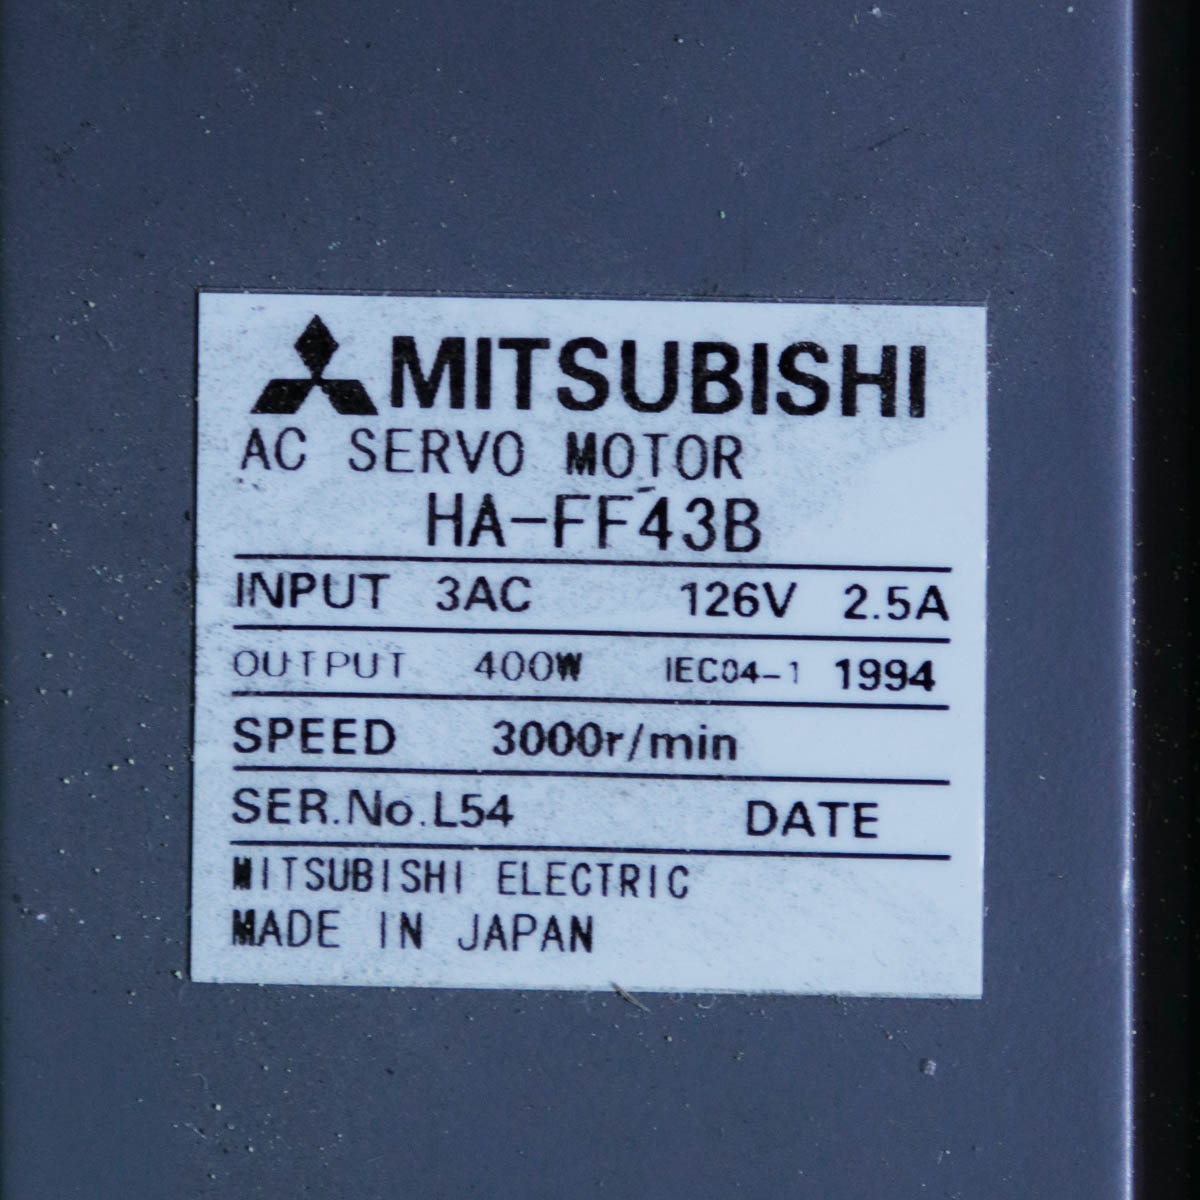 MITSUBISHI
AC SERVO MOTOR
HA-FF43B
INPUT 3AC 126V 2.5A
OUTPUT 400W IEC04-1 1994
SPEED 3000r/min
SER.No.L54 DATE
MITSUBISHI ELECTRIC
MADE IN JAPAN